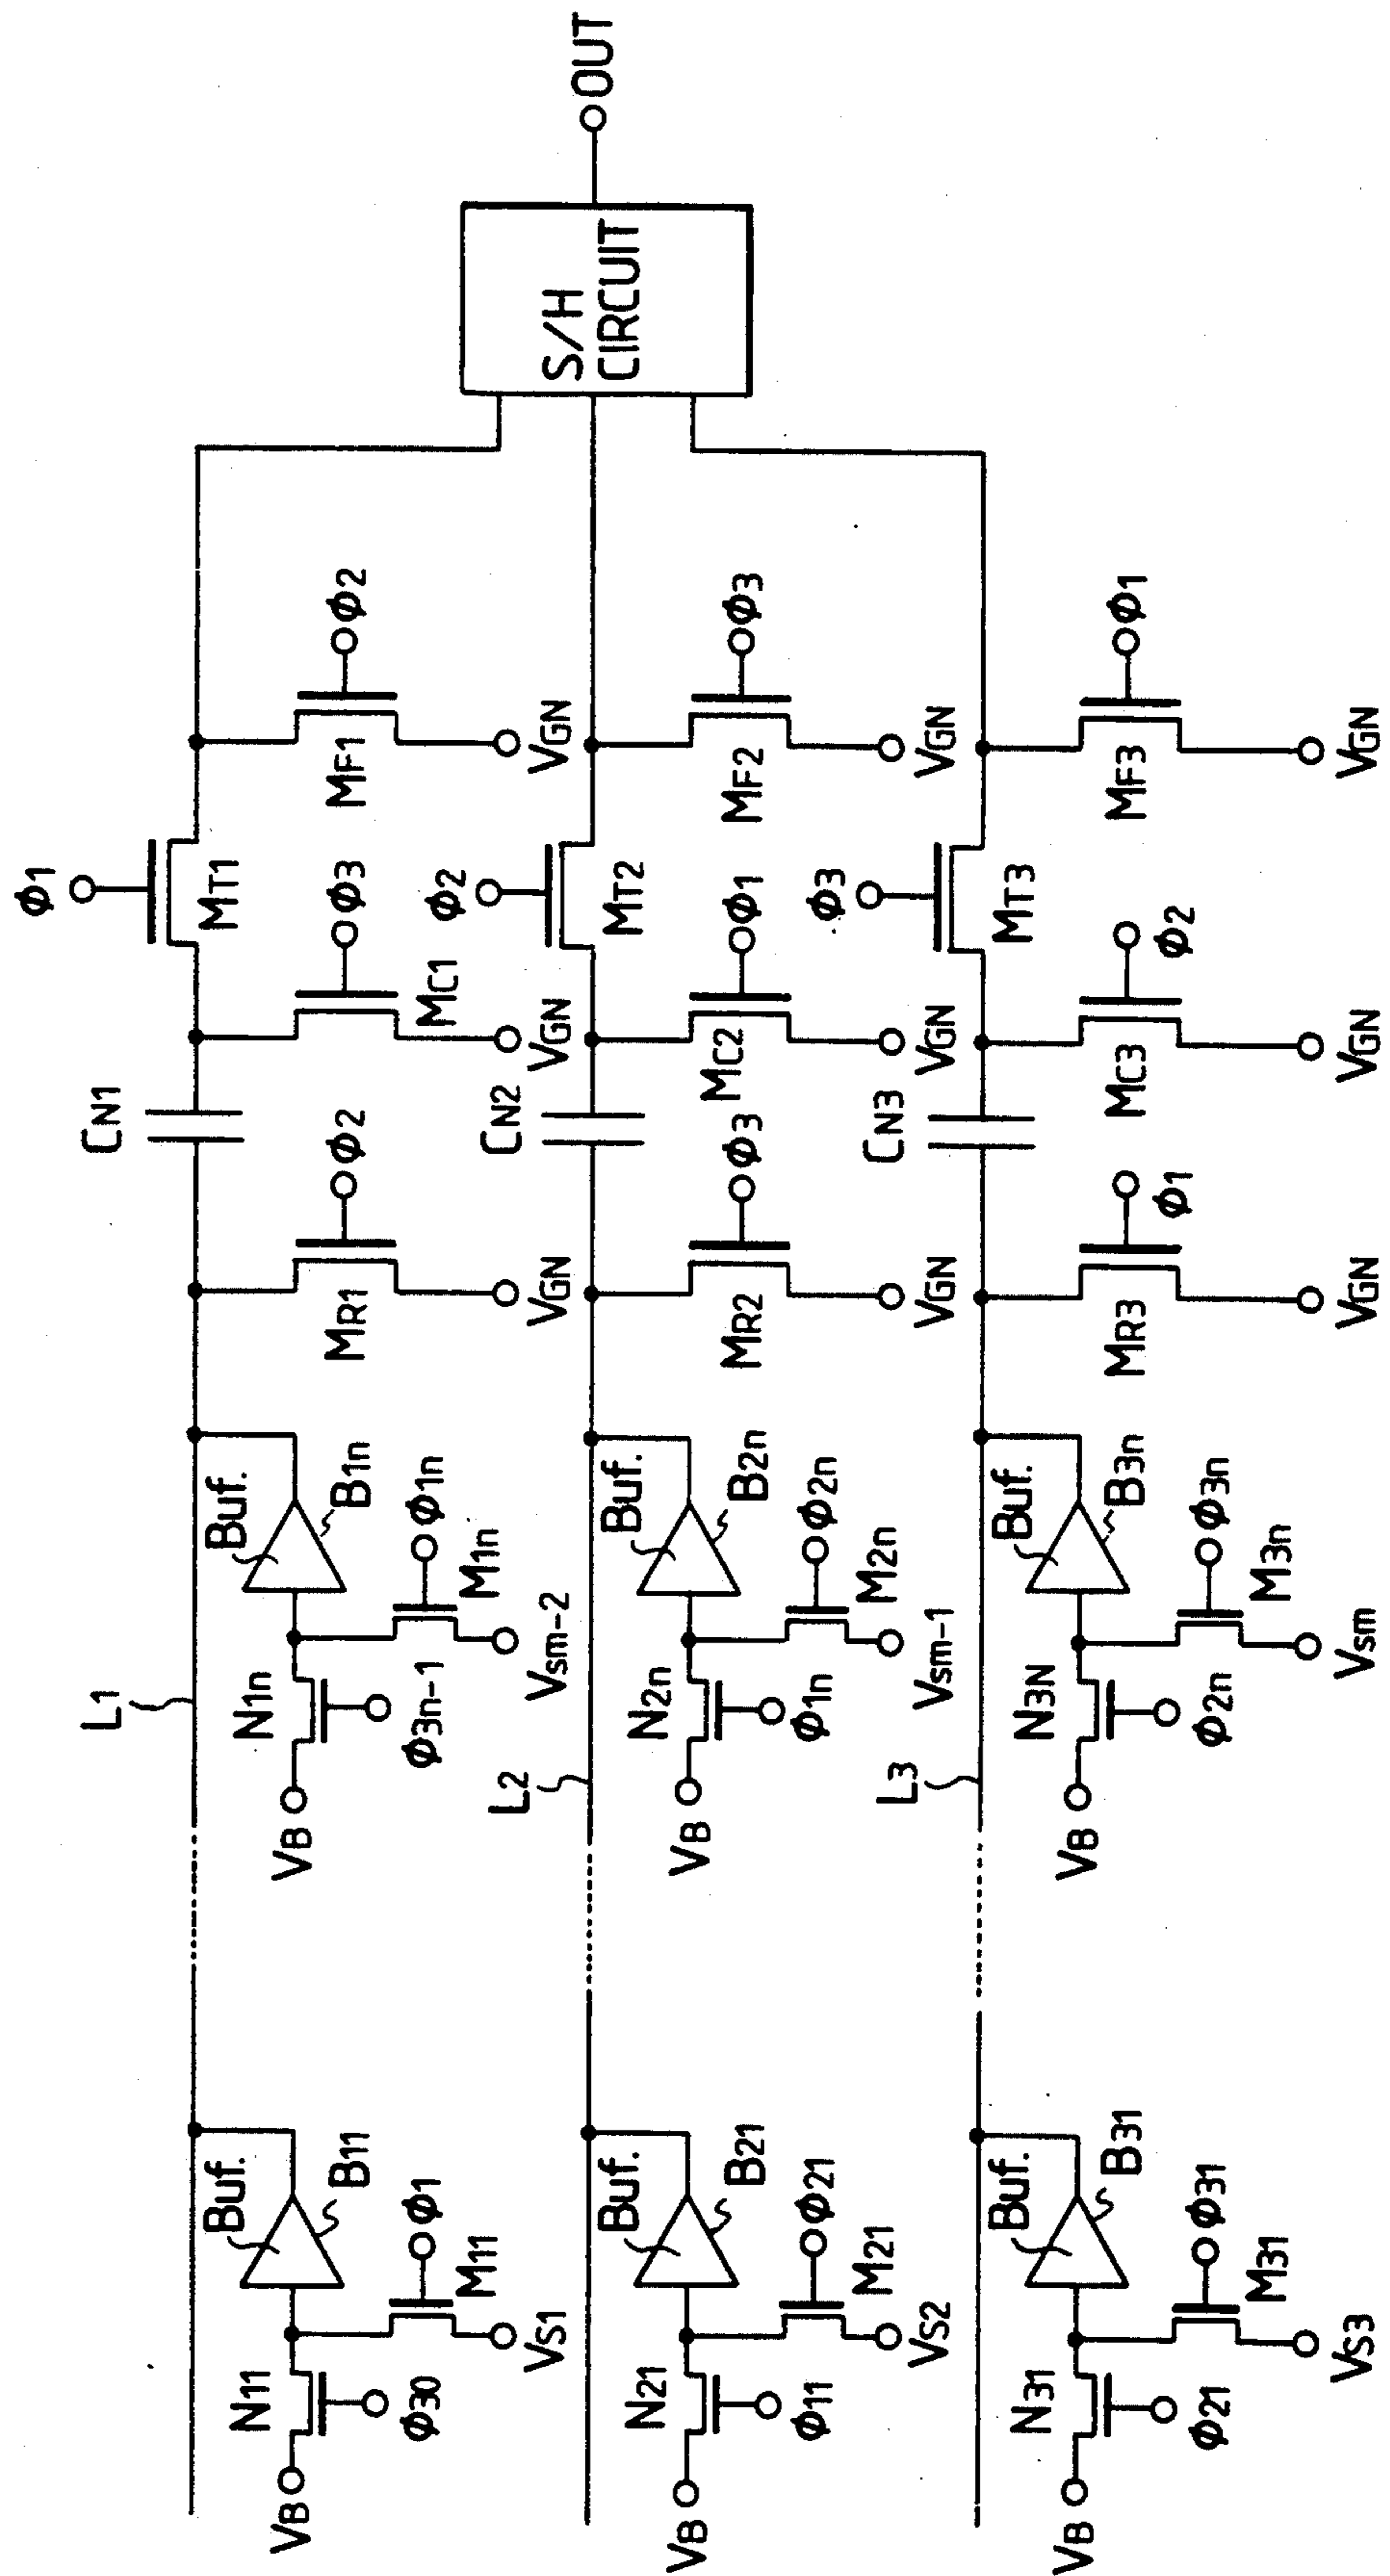 ϕ1
CN1
MT1
L1
Buf.
B1n
N1n
ϕ1n
M1n
ϕ3n-1
VB
Vsm-2
MR1
ϕ2
VGN
MC1
ϕ3
VGN
MF1
ϕ2
VGN
Buf.
B11
N11
ϕ1
M11
ϕ30
VB
VS1
S/H
CIRCUIT
OUT
ϕ2
CN2
MT2
L2
Buf.
B2n
N2n
ϕ2n
M2n
ϕ1n
VB
Vsm-1
MR2
ϕ3
VGN
MC2
ϕ1
VGN
MF2
ϕ3
VGN
Buf.
B21
N21
ϕ21
M21
ϕ11
VB
VS2
ϕ3
CN3
MT3
L3
Buf.
B3n
N3N
ϕ3n
M3n
ϕ2n
VB
Vsm
MR3
ϕ1
VGN
MC3
ϕ2
VGN
MF3
ϕ1
VGN
Buf.
B31
N31
ϕ31
M31
ϕ21
VB
VS3